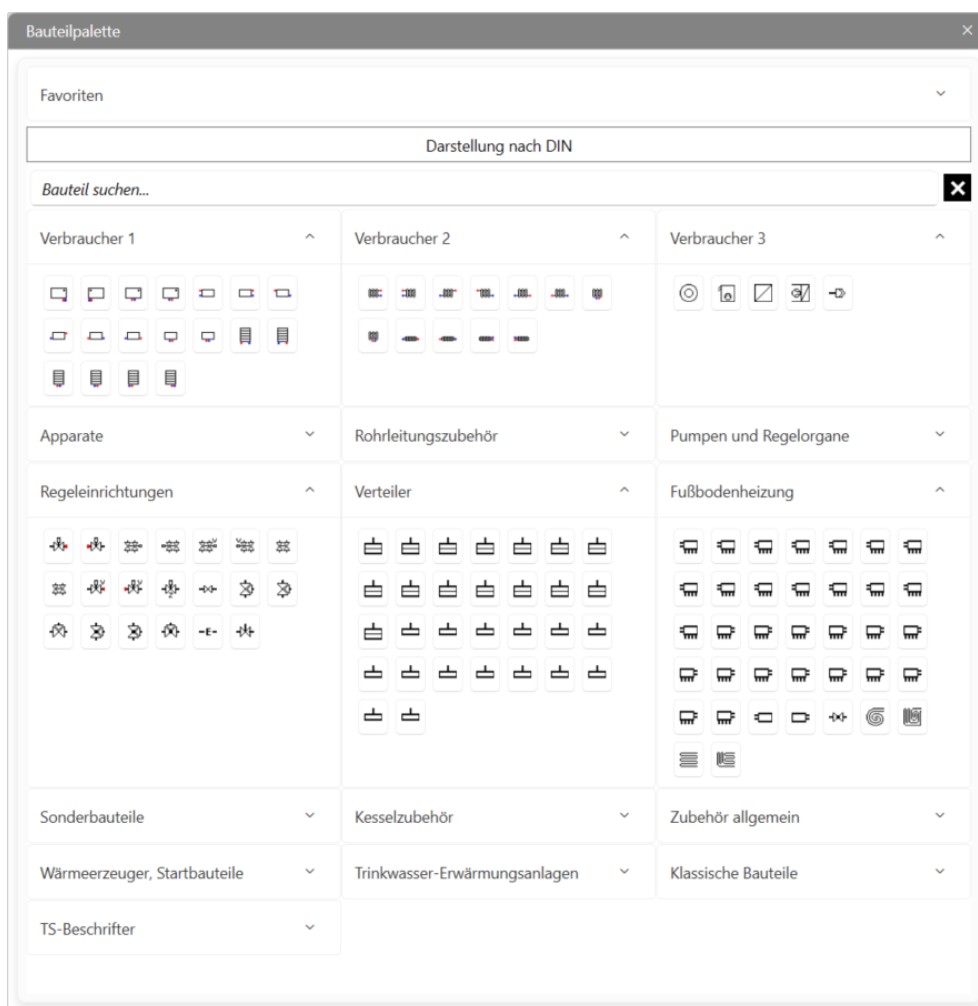 Bauteilpalette
Favoriten
Darstellung nach DIN
Bauteil suchen...
Verbraucher 1
Verbraucher 2
Verbraucher 3
Apparate
Rohrleitungszubehör
Pumpen und Regelorgane
Regeleinrichtungen
Verteiler
Fußbodenheizung
-E-
Sonderbauteile
Kesselzubehör
Zubehör allgemein
Wärmeerzeuger, Startbauteile
Trinkwasser-Erwärmungsanlagen
Klassische Bauteile
TS-Beschrifter